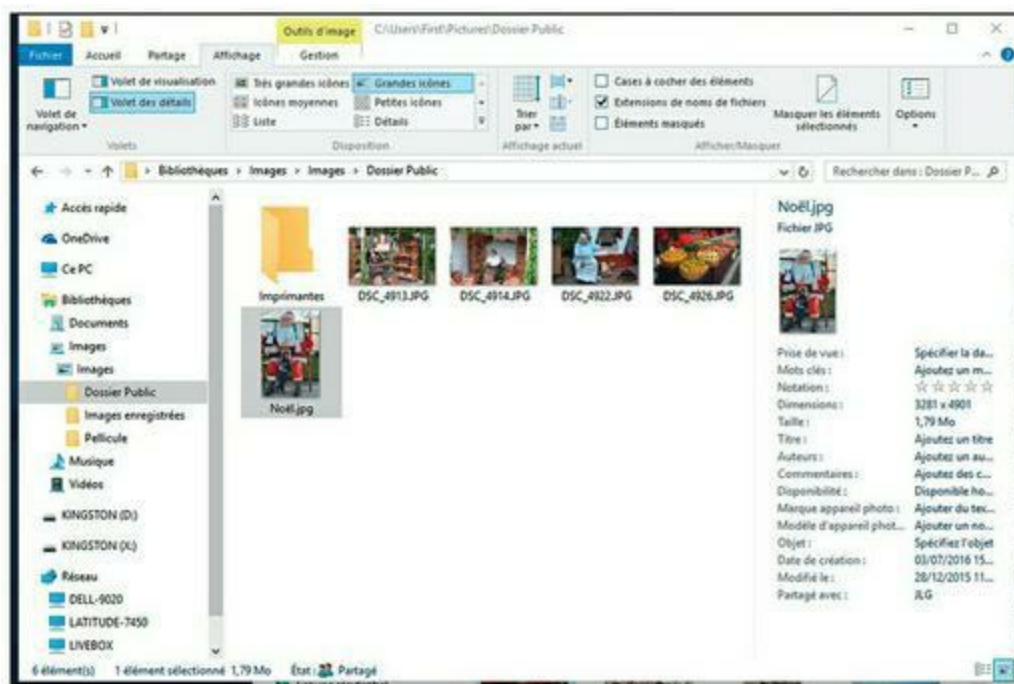 Outils d'image C:\Users\First\Pictures\Dossier Public
Fichier Accueil Partage Affichage Gestion
Volet de navigation
Volet de visualisation
Volet des détails
Volets
Très grandes icônes Grandes icônes
Icônes moyennes Petites icônes
Liste Détails
Disposition
Trier par
Affichage actuel
Cases à cocher des éléments
Extensions de noms de fichiers
Éléments masqués
Masquer les éléments sélectionnés
Afficher/Masquer
Options
Bibliothèques > Images > Images > Dossier Public
Rechercher dans : Dossier P...
Accès rapide
OneDrive
Ce PC
Bibliothèques
Documents
Images
Images
Dossier Public
Images enregistrées
Pellicule
Musique
Vidéos
KINGSTON (D:)
KINGSTON (X:)
Réseau
DELL-9020
LATITUDE-7450
LIVEBOX
Imprimantes DSC_4913.JPG DSC_4914.JPG DSC_4922.JPG DSC_4926.JPG
Noël.jpg
Noël.jpg
Fichier JPG
Prise de vue : Spécifier la da...
Mots clés : Ajoutez un m...
Notation :
Dimensions : 3281 x 4901
Taille : 1,79 Mo
Titre : Ajoutez un titre
Auteurs : Ajoutez un au...
Commentaires : Ajoutez des c...
Disponibilité : Disponible ho...
Marque appareil photo : Ajouter du tex...
Modèle d'appareil phot... Ajouter un no...
Objet : Spécifiez l'objet
Date de création : 03/07/2016 15...
Modifié le : 28/12/2015 11...
Partagé avec : JLG
6 élément(s) 1 élément sélectionné 1,79 Mo État : Partagé